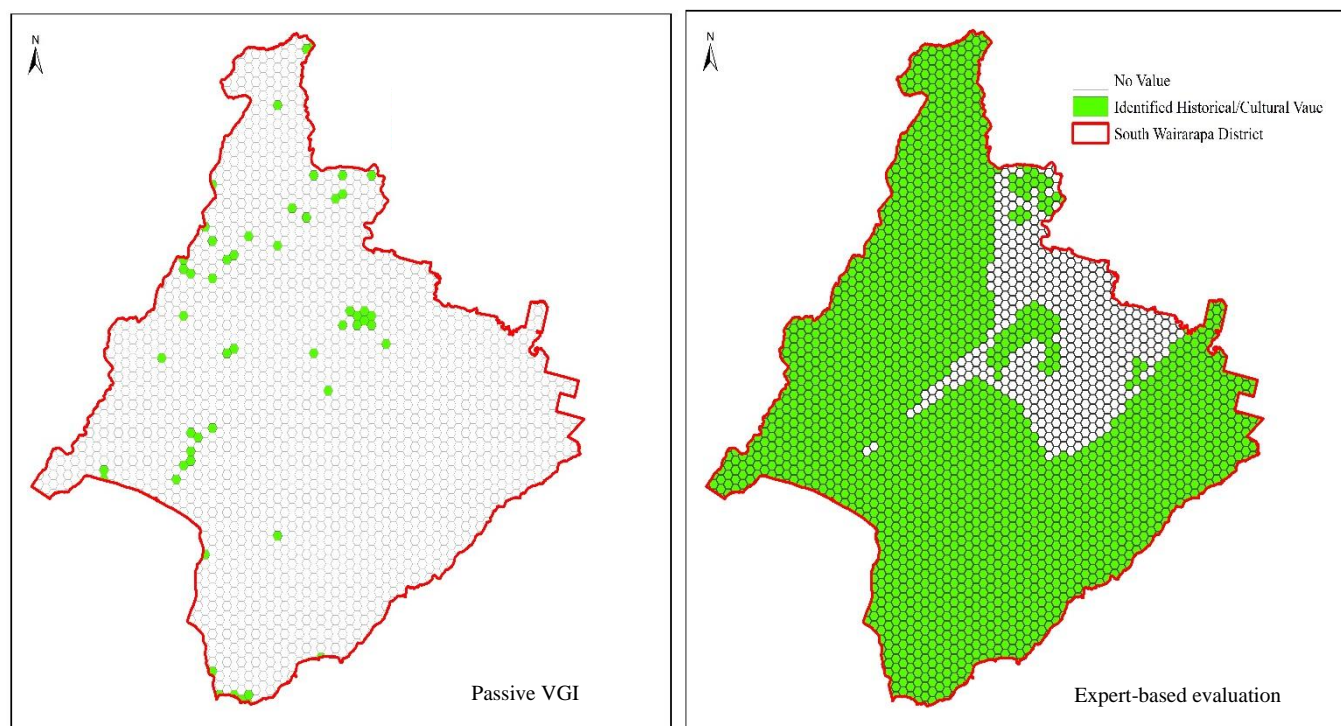 N
Passive VGI
N
No Value
Identified Historical/Cultural Vaue
South Wairarapa District
Expert-based evaluation